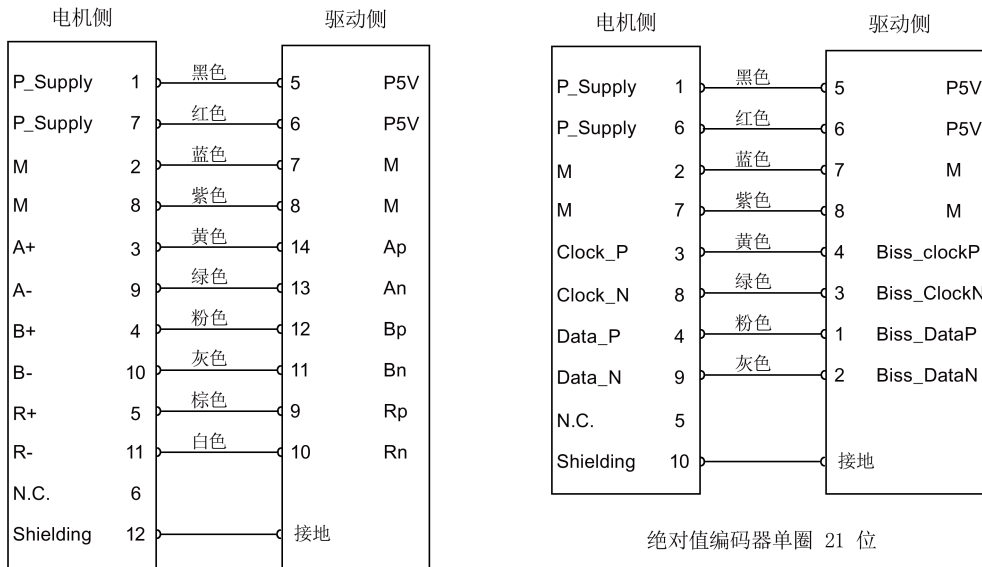 电机侧 驱动侧
P_Supply 1 黑色 5 P5V
P_Supply 7 红色 6 P5V
M 2 蓝色 7 M
M 8 紫色 8 M
A+ 3 黄色 14 Ap
A- 9 绿色 13 An
B+ 4 粉色 12 Bp
B- 10 灰色 11 Bn
R+ 5 棕色 9 Rp
R- 11 白色 10 Rn
N.C. 6
Shielding 12 接地
电机侧 驱动侧
P_Supply 1 黑色 5 P5V
P_Supply 6 红色 6 P5V
M 2 蓝色 7 M
M 7 紫色 8 M
Clock_P 3 黄色 4 Biss_clockP
Clock_N 8 绿色 3 Biss_ClockN
Data_P 4 粉色 1 Biss_DataP
Data_N 9 灰色 2 Biss_DataN
N.C. 5
Shielding 10 接地
绝对值编码器单圈 21 位